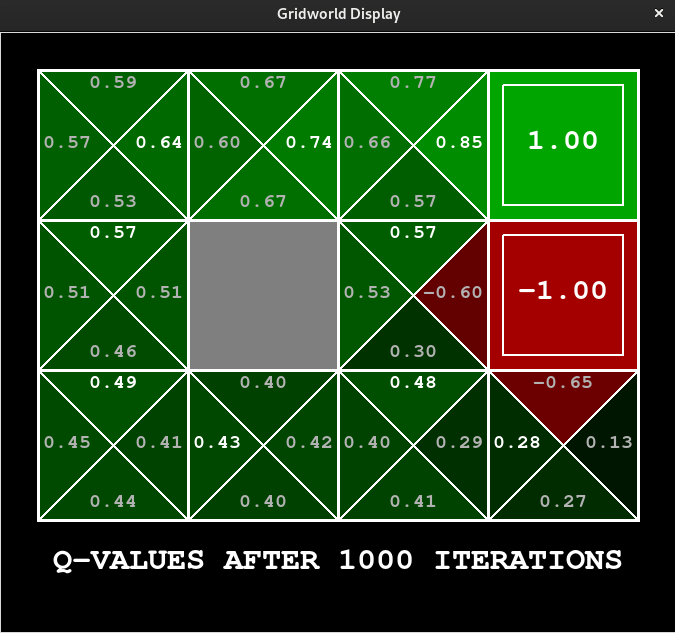 Gridworld Display ×
0.59 0.67 0.77
0.57 0.64 0.60 0.74 0.66 0.85 1.00
0.53 0.67 0.57
0.57 0.57
0.51 0.51 0.53 −0.60 −1.00
0.46 0.30
0.49 0.40 0.48 −0.65
0.45 0.41 0.43 0.42 0.40 0.29 0.28 0.13
0.44 0.40 0.41 0.27
Q−VALUES AFTER 1000 ITERATIONS